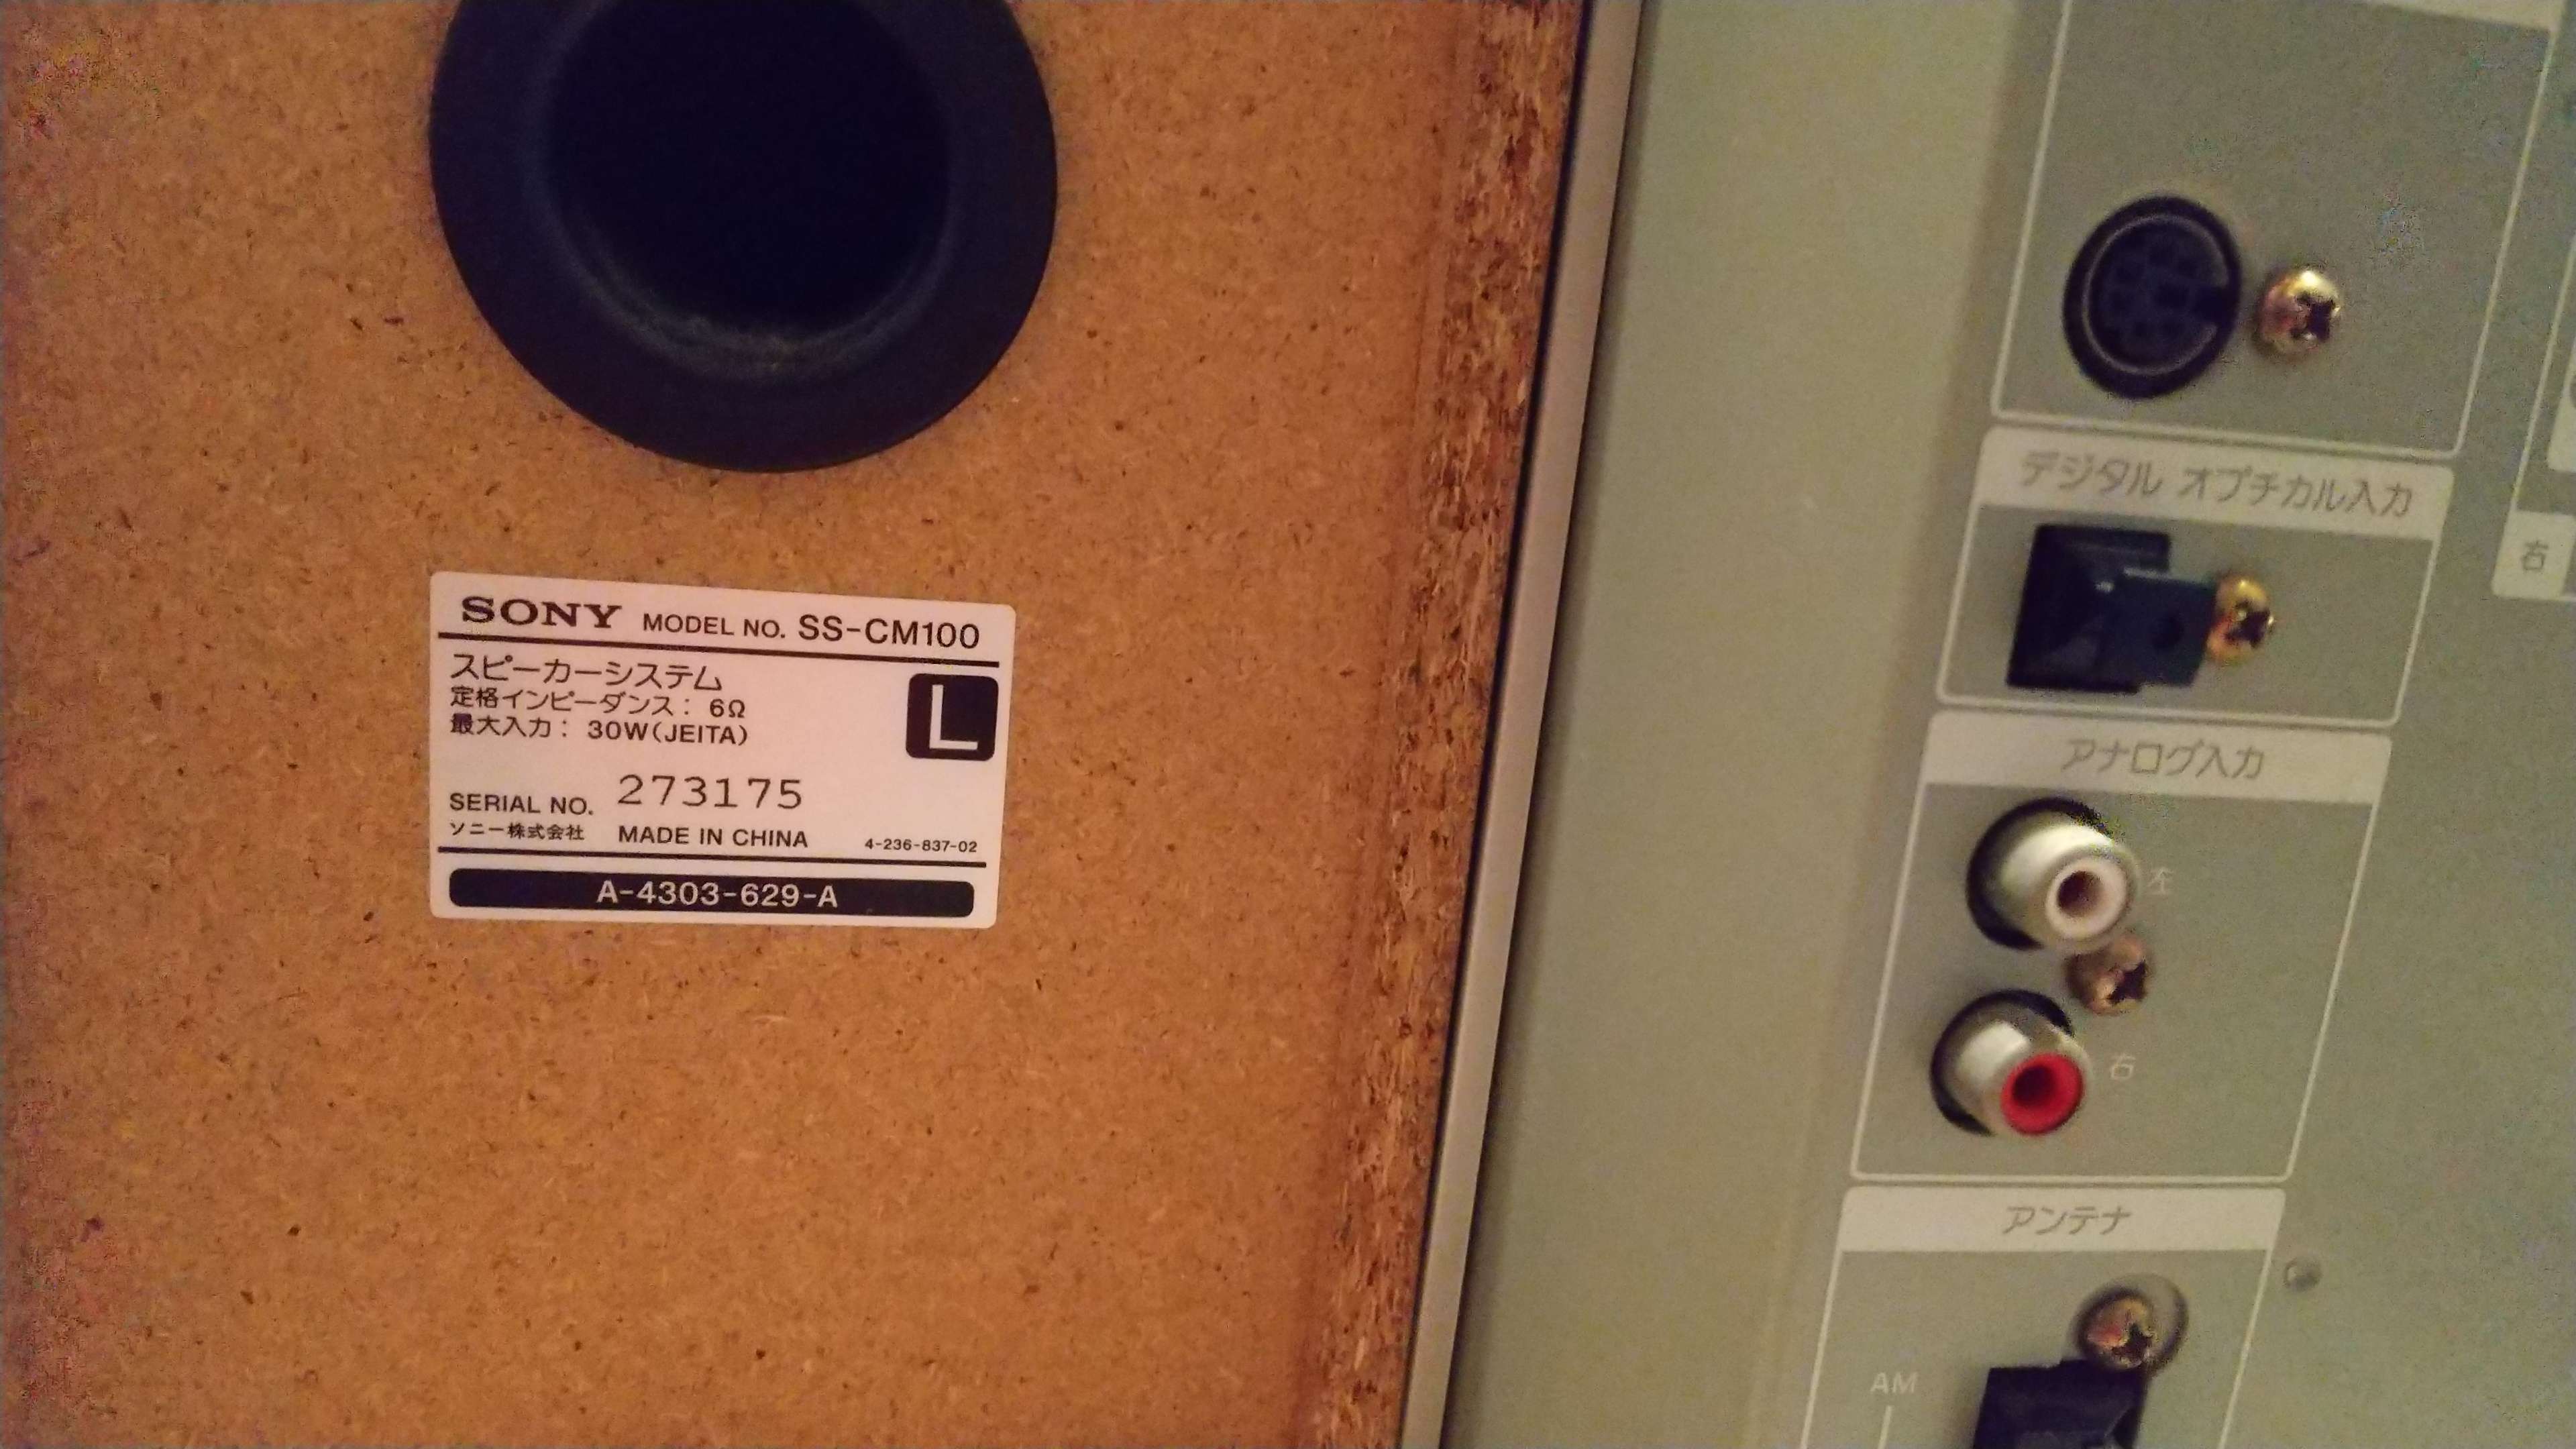 SONY MODEL NO. SS-CM100
スピーカーシステム
定格インピーダンス： 6Ω
最大入力： 30W(JEITA)
L
SERIAL NO. 273175
ソニー株式会社 MADE IN CHINA 4-236-837-02
A-4303-629-A
デジタル オプチカル入力
右
アナログ入力
左
右
アンテナ
AM